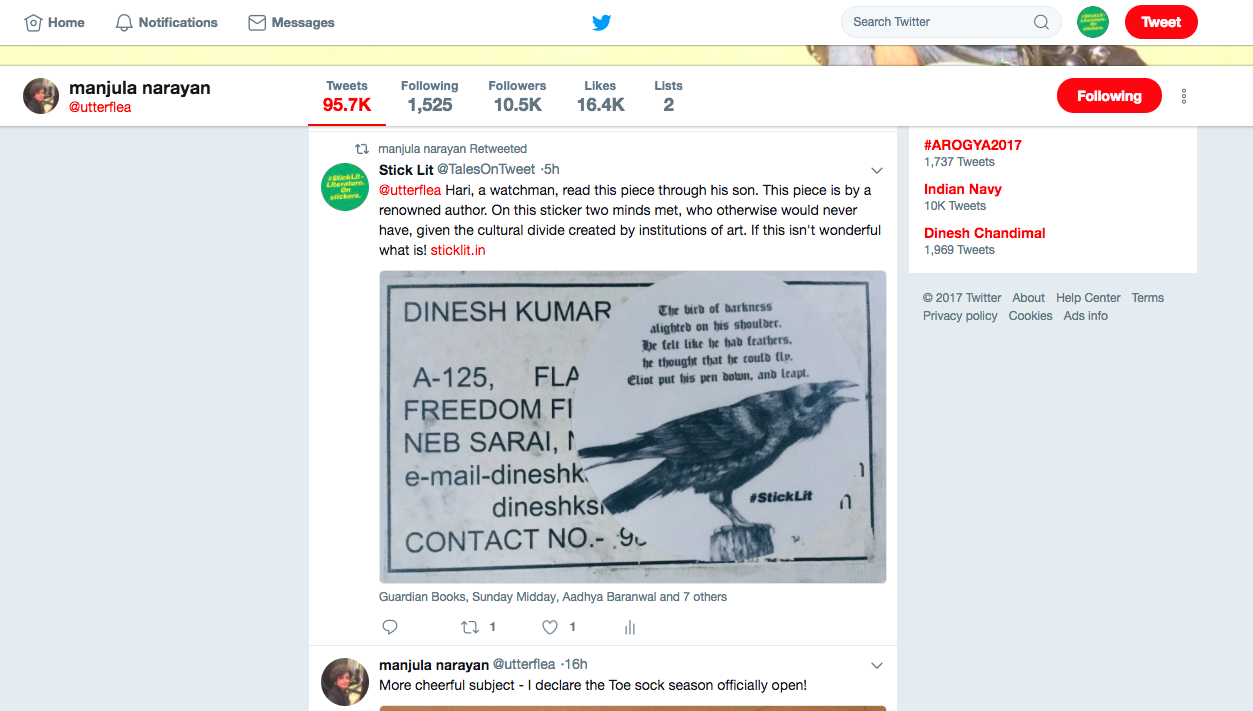 Home
Notifications
Messages
Search Twitter
Tweet
manjula narayan
@utterflea
Tweets
95.7K
Following
1,525
Followers
10.5K
Likes
16.4K
Lists
2
Following
manjula narayan Retweeted
#StickLit-
Literature.
On
stickers.
Stick Lit @TalesOnTweet ·5h
@utterflea Hari, a watchman, read this piece through his son. This piece is by a
renowned author. On this sticker two minds met, who otherwise would never
have, given the cultural divide created by institutions of art. If this isn't wonderful
what is! sticklit.in
DINESH KUMAR
A-125, FLA
FREEDOM FI
NEB SARAI,
e-mail-dineshk
dineshks
CONTACT NO.-
The bird of darkness
alighted on his shoulder.
He felt like he had feathers,
he thought that he could fly.
Eliot put his pen down, and leapt.
#StickLit
Guardian Books, Sunday Midday, Aadhya Baranwal and 7 others
1
1
manjula narayan @utterflea ·16h
More cheerful subject - I declare the Toe sock season officially open!
#AROGYA2017
1,737 Tweets
Indian Navy
10K Tweets
Dinesh Chandimal
1,969 Tweets
© 2017 Twitter About Help Center Terms
Privacy policy Cookies Ads info